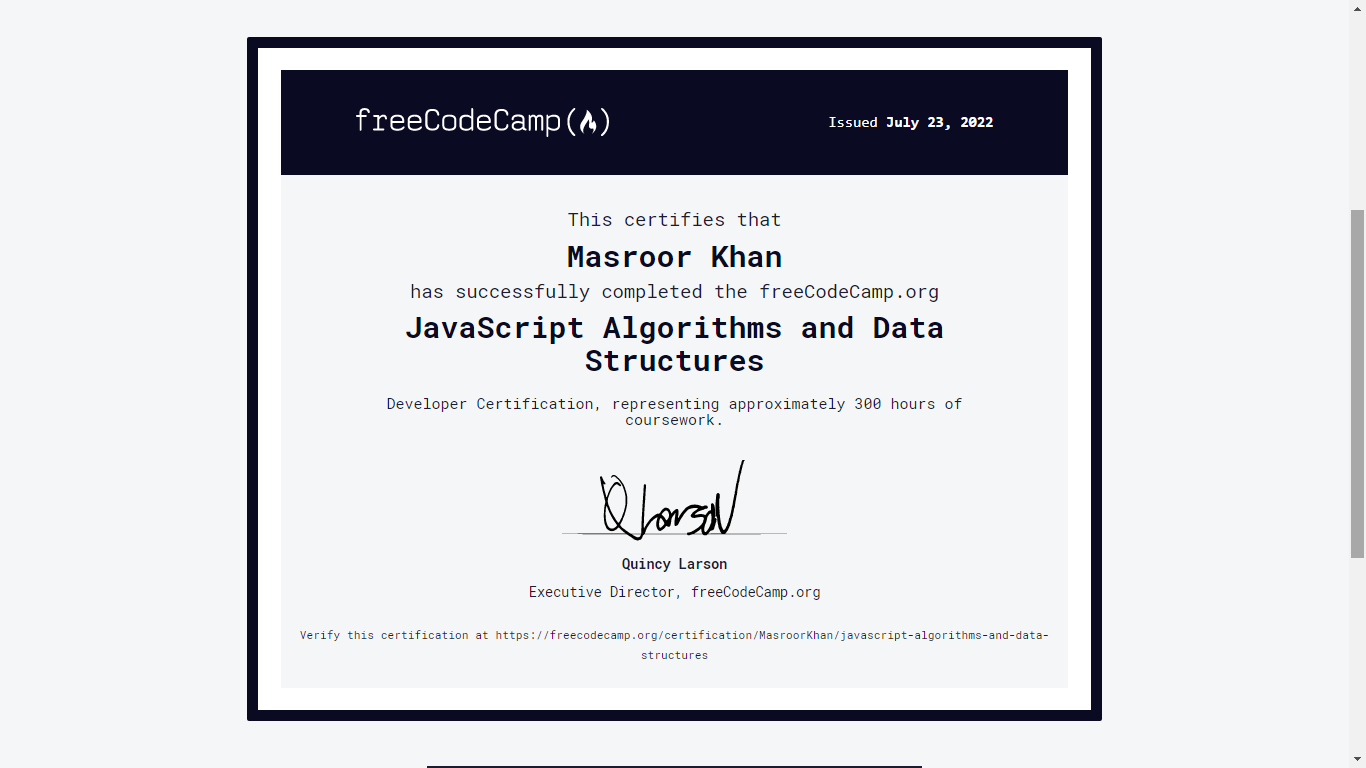 freeCodeCamp
Issued July 23, 2022
This certifies that
Masroor Khan
has successfully completed the freeCodeCamp.org
JavaScript Algorithms and Data
Structures
Developer Certification, representing approximately 300 hours of
coursework.
QLarson
Quincy Larson
Executive Director, freeCodeCamp.org
Verify this certification at https://freecodecamp.org/certification/MasroorKhan/javascript-algorithms-and-data-
structures